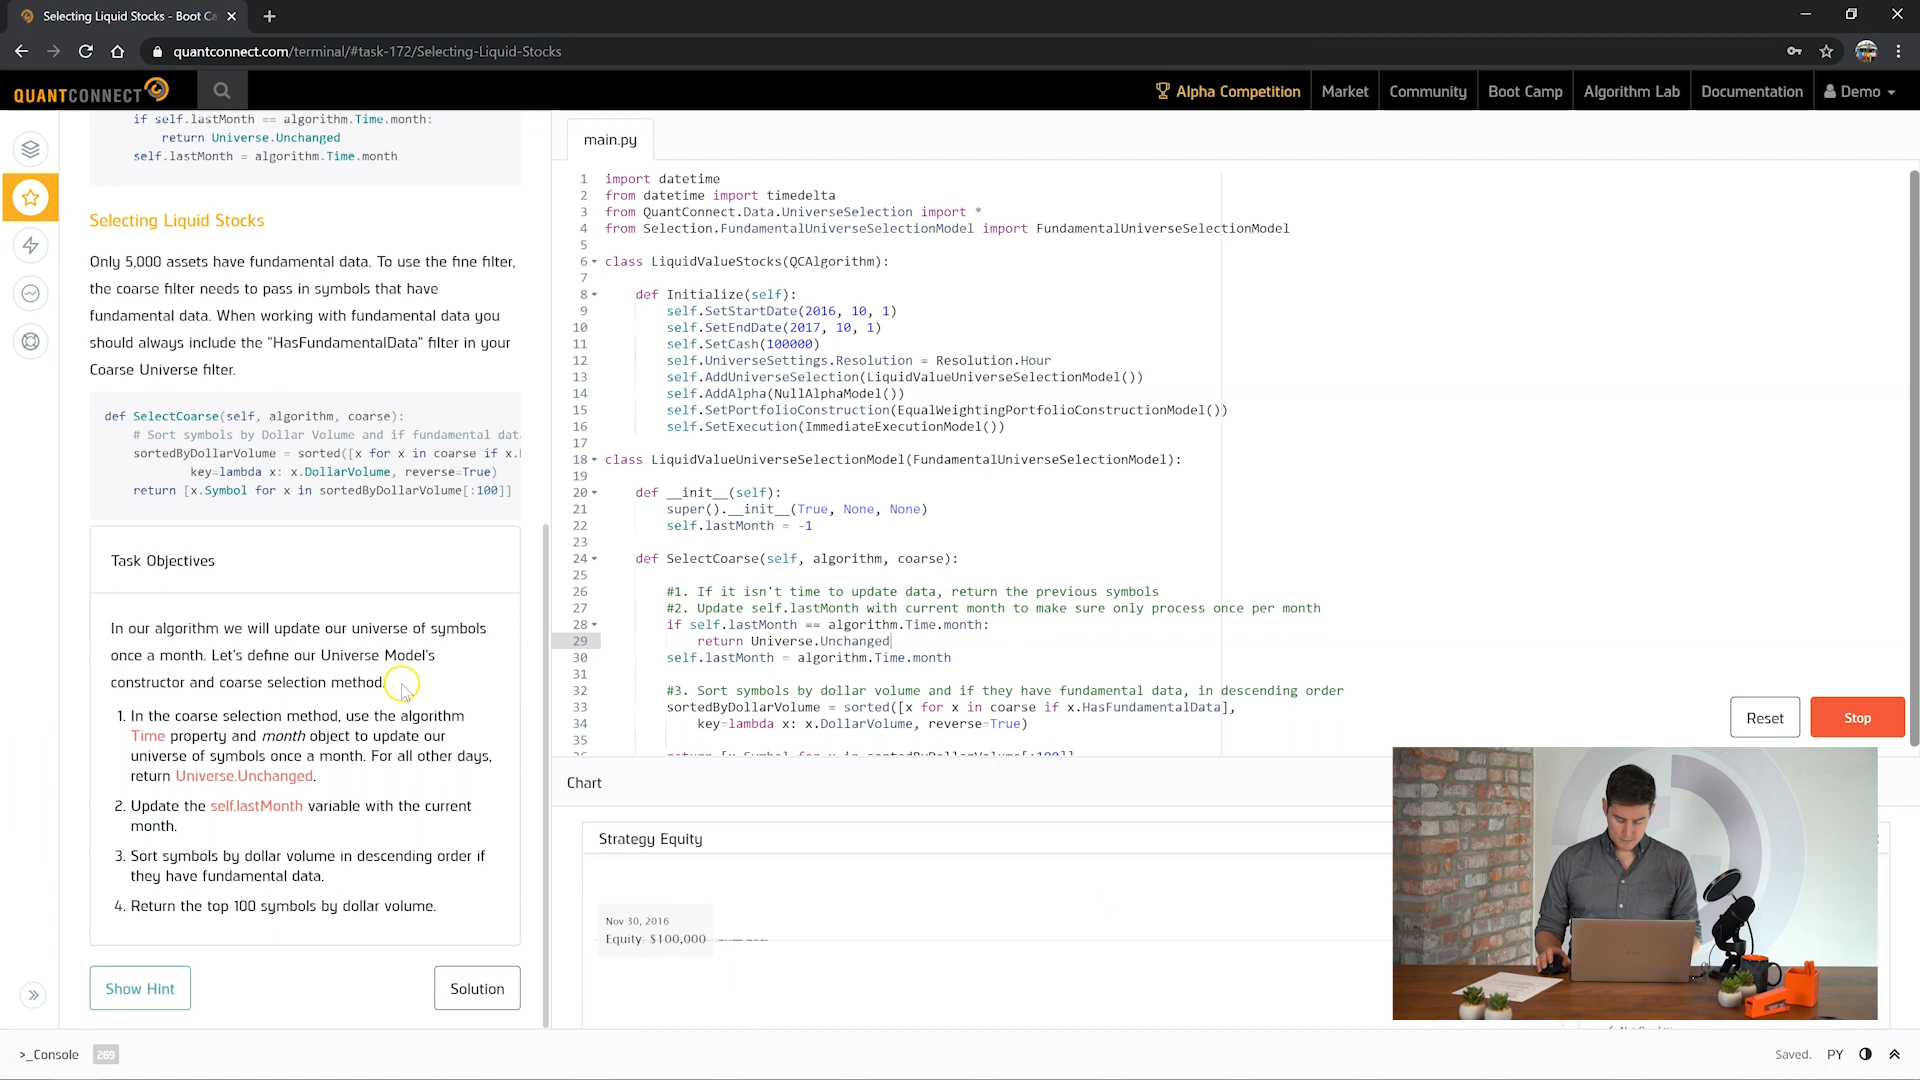 Selecting Liquid Stocks - Boot Ca
quantconnect.com/terminal/#task-172/Selecting-Liquid-Stocks
QUANTCONNECT
Alpha Competition
Market
Community
Boot Camp
Algorithm Lab
Documentation
Demo
if self.lastMonth == algorithm.Time.month:
return Universe.Unchanged
self.lastMonth = algorithm.Time.month
Selecting Liquid Stocks
Only 5,000 assets have fundamental data. To use the fine filter,
the coarse filter needs to pass in symbols that have
fundamental data. When working with fundamental data you
should always include the "HasFundamentalData" filter in your
Coarse Universe filter.
def SelectCoarse(self, algorithm, coarse):
# Sort symbols by Dollar Volume and if fundamental dat
sortedByDollarVolume = sorted([x for x in coarse if x.
key=lambda x: x.DollarVolume, reverse=True)
return [x.Symbol for x in sortedByDollarVolume[:100]]
Task Objectives
In our algorithm we will update our universe of symbols
once a month. Let's define our Universe Model's
constructor and coarse selection method.
1. In the coarse selection method, use the algorithm
Time property and month object to update our
universe of symbols once a month. For all other days,
return Universe.Unchanged.
2. Update the self.lastMonth variable with the current
month.
3. Sort symbols by dollar volume in descending order if
they have fundamental data.
4. Return the top 100 symbols by dollar volume.
Show Hint
Solution
main.py
1 import datetime
2 from datetime import timedelta
3 from QuantConnect.Data.UniverseSelection import *
4 from Selection.FundamentalUniverseSelectionModel import FundamentalUniverseSelectionModel
5
6 class LiquidValueStocks(QCAlgorithm):
7
8 def Initialize(self):
9 self.SetStartDate(2016, 10, 1)
10 self.SetEndDate(2017, 10, 1)
11 self.SetCash(100000)
12 self.UniverseSettings.Resolution = Resolution.Hour
13 self.AddUniverseSelection(LiquidValueUniverseSelectionModel())
14 self.AddAlpha(NullAlphaModel())
15 self.SetPortfolioConstruction(EqualWeightingPortfolioConstructionModel())
16 self.SetExecution(ImmediateExecutionModel())
17
18 class LiquidValueUniverseSelectionModel(FundamentalUniverseSelectionModel):
19
20 def __init__(self):
21 super().__init__(True, None, None)
22 self.lastMonth = -1
23
24 def SelectCoarse(self, algorithm, coarse):
25
26 #1. If it isn't time to update data, return the previous symbols
27 #2. Update self.lastMonth with current month to make sure only process once per month
28 if self.lastMonth == algorithm.Time.month:
29 return Universe.Unchanged
30 self.lastMonth = algorithm.Time.month
31
32 #3. Sort symbols by dollar volume and if they have fundamental data, in descending order
33 sortedByDollarVolume = sorted([x for x in coarse if x.HasFundamentalData],
34 key=lambda x: x.DollarVolume, reverse=True)
35
36 return [x.Symbol for x in sortedByDollarVolume[:100]]
Reset
Stop
Chart
Strategy Equity
Nov 30, 2016
Equity: $100,000
>_Console 269
Saved. PY